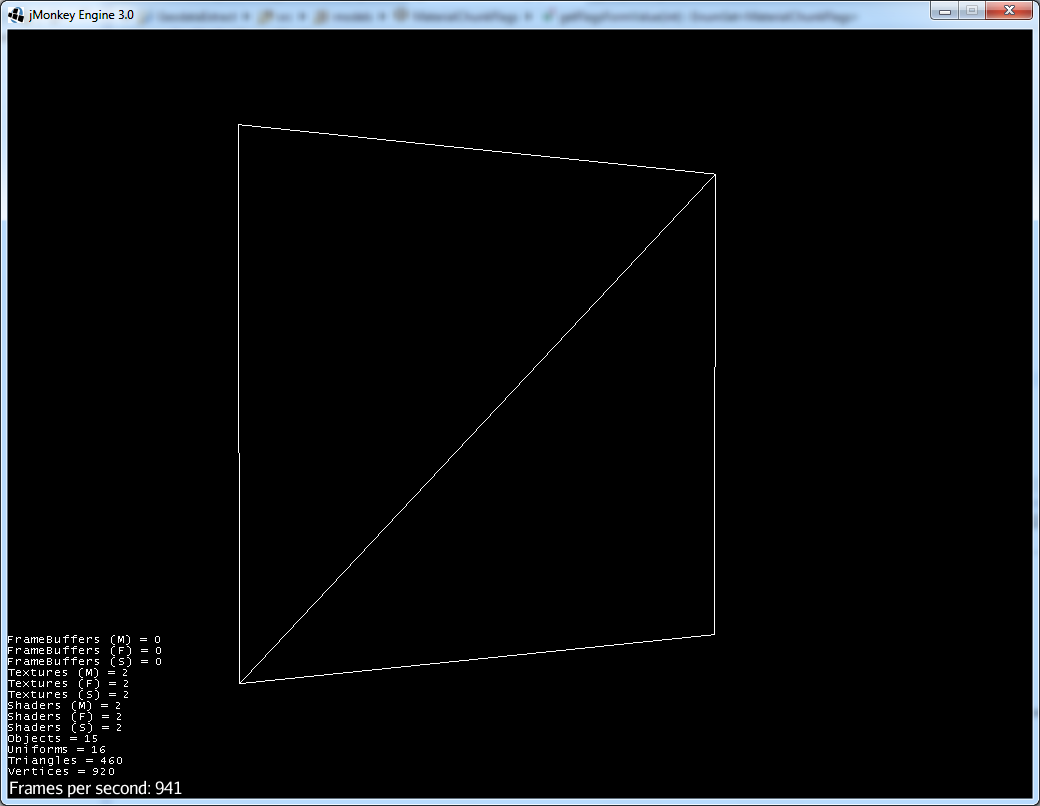 jMonkey Engine 3.0
FrameBuffers (M) = 0
FrameBuffers (F) = 0
FrameBuffers (S) = 0
Textures (M) = 2
Textures (F) = 2
Textures (S) = 2
Shaders (M) = 2
Shaders (F) = 2
Shaders (S) = 2
Objects = 15
Uniforms = 16
Triangles = 460
Vertices = 920
Frames per second: 941